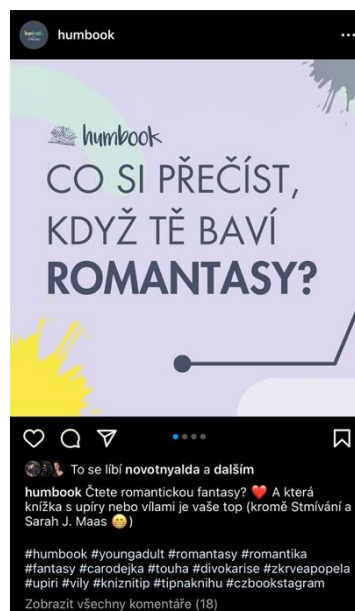 humbook
humbook
CO SI PŘEČÍST,
KDYŽ TĚ BAVÍ
ROMANTASY?
To se líbí novotnyalda a dalším
humbook Čtete romantickou fantasy? ❤️ A která
knížka s upíry nebo vílami je vaše top (kromě Stmívání a
Sarah J. Maas 😁)
#humbook #youngadult #romantasy #romantika
#fantasy #carodejka #touha #divokarise #zkrveapopela
#upiri #vily #kniznitip #tipnaknihu #czbookstagram
Zobrazit všechny komentáře (18)